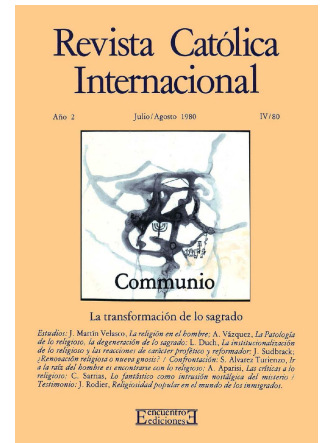 Revista Católica
Internacional
Año 2 Julio/Agosto 1980 IV/80
Communio
La transformación de lo sagrado
Estudios: J. Martín Velasco, La religión en el hombre; A. Vázquez, La Patología
de lo religioso, la degeneración de lo sagrado; L. Duch, La institucionalización
de lo religioso y las reacciones de carácter profético y reformador; J. Sudbrack,
¿Renovación religiosa o nueva gnosis? / Confrontación: S. Alvarez Turienzo, Ir
a la raíz del hombre es encontrarse con lo religioso; A. Aparisi, Las críticas a lo
religioso; C. Sarrias, Lo fantástico como intrusión nostálgica del misterio /
Testimonio: J. Rodier, Religiosidad popular en el mundo de los inmigrados.
Encuentro
Ediciones